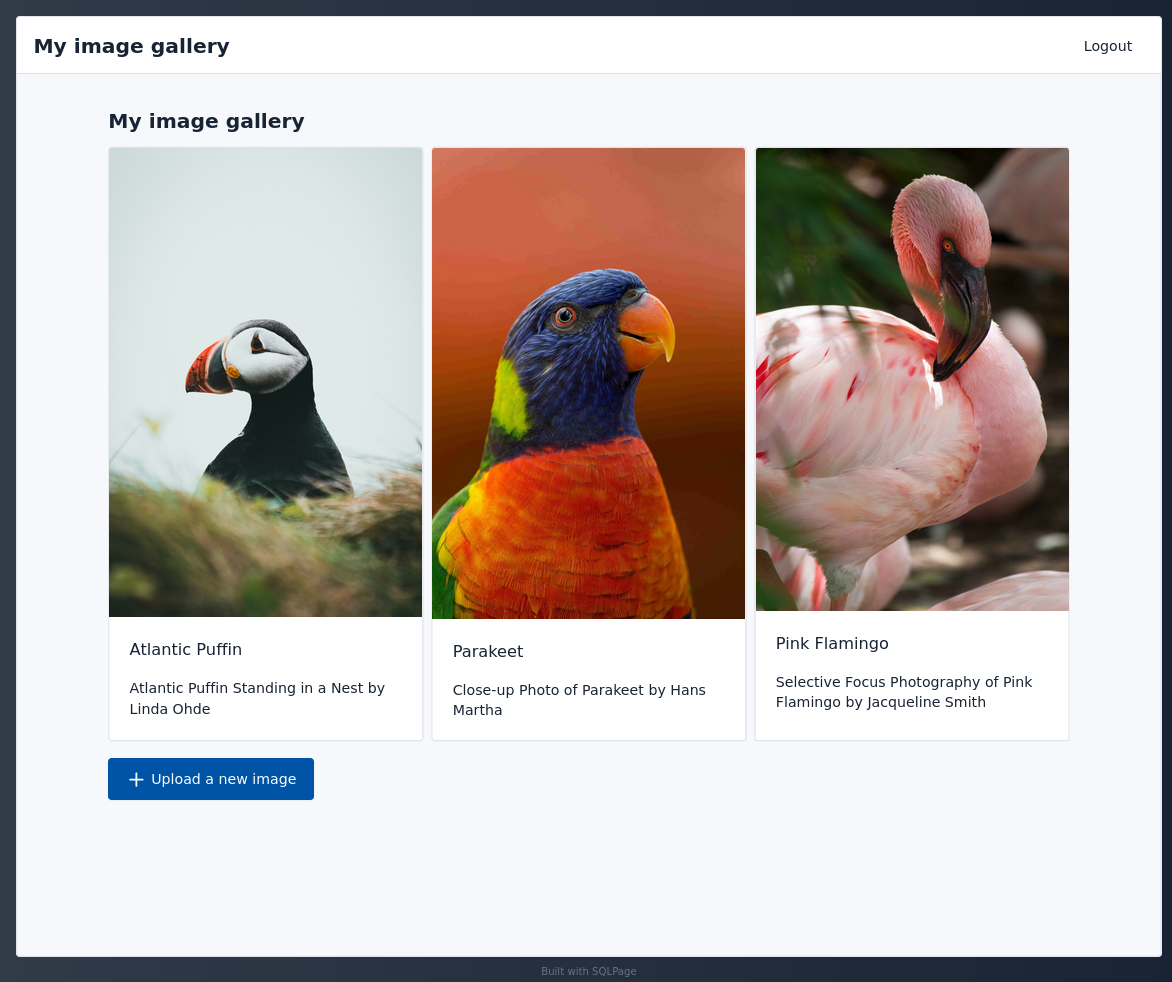 My image gallery
Logout
My image gallery
Atlantic Puffin
Atlantic Puffin Standing in a Nest by
Linda Ohde
Parakeet
Close-up Photo of Parakeet by Hans
Martha
Pink Flamingo
Selective Focus Photography of Pink
Flamingo by Jacqueline Smith
Upload a new image
Built with SQLPage